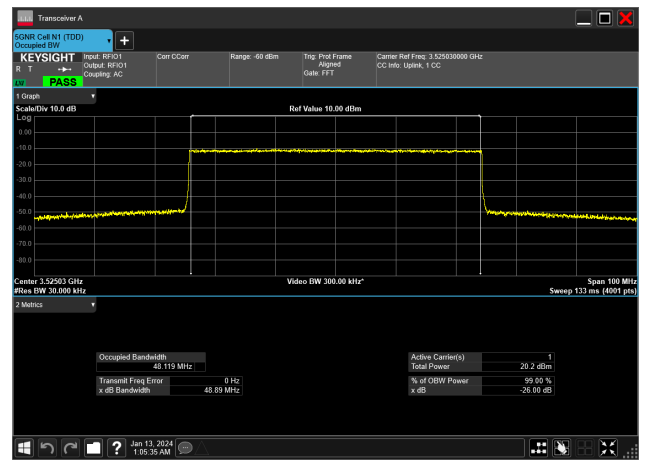 Transceiver A
5GNR Cell N1 (TDD)
Occupied BW
KEYSIGHT
R T
LVI
PASS
Input: RFIO1
Output: RFIO1
Coupling: AC
Corr CCorr
Range: -60 dBm
Trig: Prot Frame
Aligned
Gate: FFT
Carrier Ref Freq: 3.525030000 GHz
CC Info: Uplink, 1 CC
1 Graph
Scale/Div 10.0 dB
Ref Value 10.00 dBm
Log
0.00
-10.0
-20.0
-30.0
-40.0
-50.0
-60.0
-70.0
-80.0
Center 3.52503 GHz
Video BW 300.00 kHz*
Span 100 MHz
#Res BW 30.000 kHz
Sweep 133 ms (4001 pts)
2 Metrics
Occupied Bandwidth
48.119 MHz
Active Carrier(s) 1
Total Power 20.2 dBm
Transmit Freq Error 0 Hz
x dB Bandwidth 48.89 MHz
% of OBW Power 99.00 %
x dB -26.00 dB
?
Jan 13, 2024
1:05:35 AM